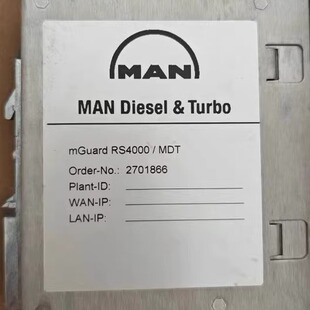 MAN
MAN Diesel & Turbo
mGuard RS4000 / MDT
Order-No.: 2701866
Plant-ID:
WAN-IP:
LAN-IP: